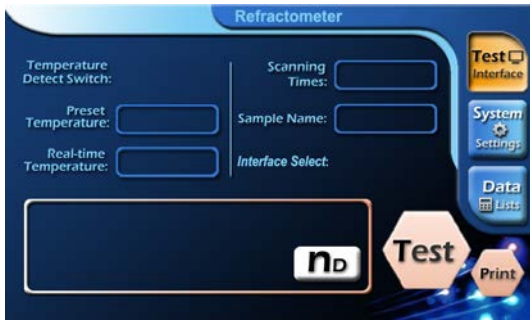 Refractometer
Temperature
Detect Switch:
Preset
Temperature:
Real-time
Temperature:
Scanning
Times:
Sample Name:
Interface Select:
nD
Test
Print
Test
Interface
System
Settings
Data
Lists